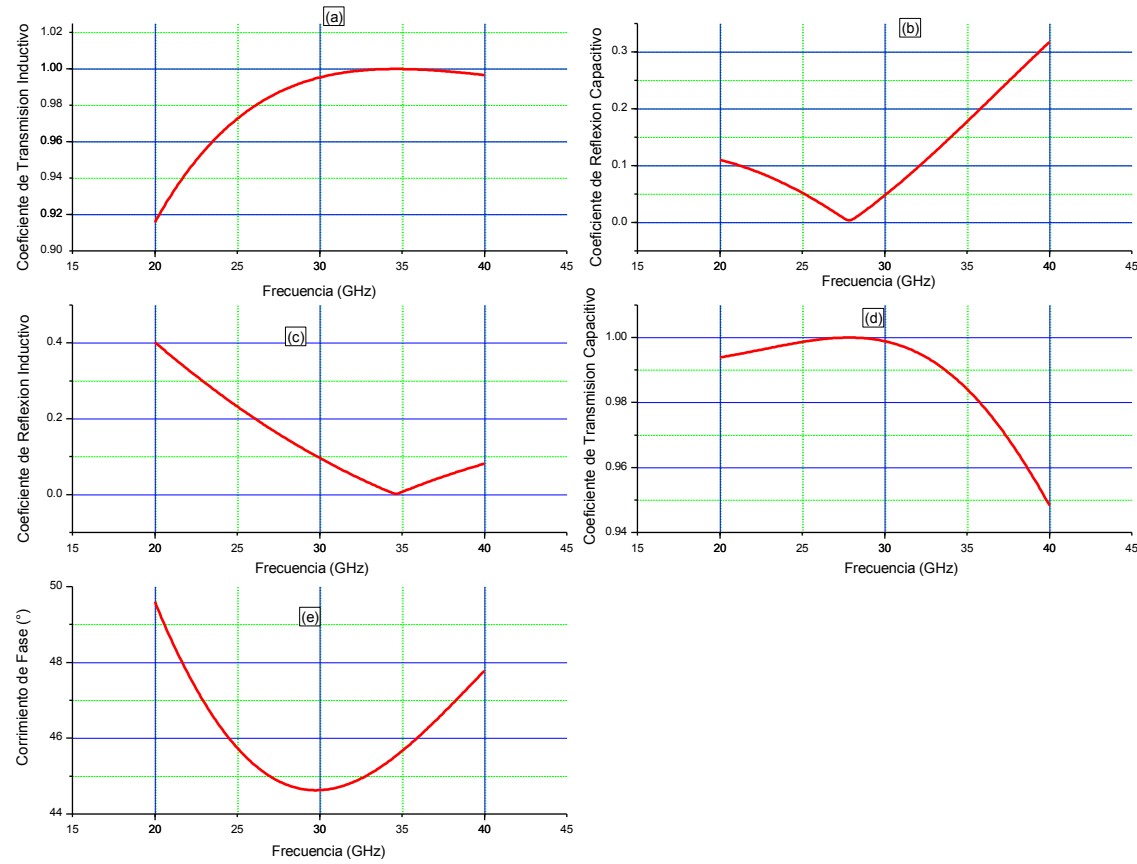 (a)
Coeficiente de Transmision Inductivo
1.02
1.00
0.98
0.96
0.94
0.92
0.90
15 20 25 30 35 40 45
Frecuencia (GHz)
(b)
Coeficiente de Reflexion Capacitivo
0.3
0.2
0.1
0.0
15 20 25 30 35 40 45
Frecuencia (GHz)
(c)
Coeficiente de Reflexion Inductivo
0.4
0.2
0.0
15 20 25 30 35 40 45
Frecuencia (GHz)
(d)
Coeficiente de Transmision Capacitivo
1.00
0.98
0.96
0.94
15 20 25 30 35 40 45
Frecuencia (GHz)
(e)
Corrimiento de Fase (°)
50
48
46
44
15 20 25 30 35 40 45
Frecuencia (GHz)